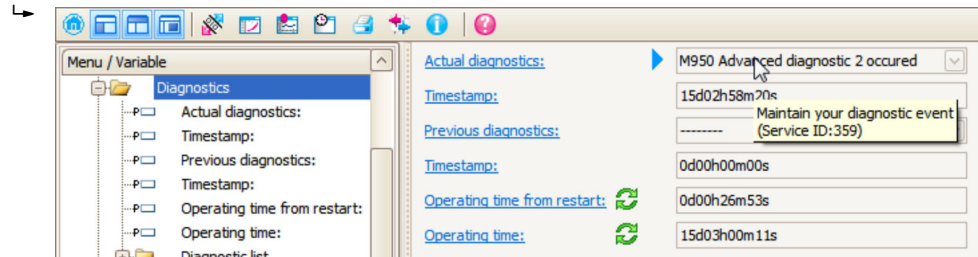 Menu / Variable
Diagnostics
Actual diagnostics:
Timestamp:
Previous diagnostics:
Timestamp:
Operating time from restart:
Operating time:
Diagnostic list
Actual diagnostics: M950 Advanced diagnostic 2 occured
Timestamp: 15d02h58m20s
Maintain your diagnostic event
(Service ID:359)
Previous diagnostics: --------
Timestamp: 0d00h00m00s
Operating time from restart: 0d00h26m53s
Operating time: 15d03h00m11s